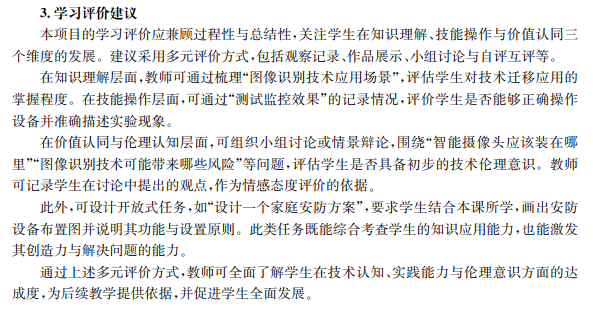 3. 学习评价建议
本项目的学习评价应兼顾过程性与总结性,关注学生在知识理解、技能操作与价值认同三
个维度的发展。建议采用多元评价方式,包括观察记录、作品展示、小组讨论与自评互评等。
在知识理解层面,教师可通过梳理“图像识别技术应用场景”,评估学生对技术迁移应用的
掌握程度。在技能操作层面,可通过“测试监控效果”的记录情况,评价学生是否能够正确操作
设备并准确描述实验现象。
在价值认同与伦理认知层面,可组织小组讨论或情景辩论,围绕“智能摄像头应该装在哪
里”“图像识别技术可能带来哪些风险”等问题,评估学生是否具备初步的技术伦理意识。教师
可记录学生在讨论中提出的观点,作为情感态度评价的依据。
此外,可设计开放式任务,如“设计一个家庭安防方案”,要求学生结合本课所学,画出安防
设备布置图并说明其功能与设置原则。此类任务既能综合考查学生的知识应用能力,也能激发
其创造力与解决问题的能力。
通过上述多元评价方式,教师可全面了解学生在技术认知、实践能力与伦理意识方面的达
成度,为后续教学提供依据,并促进学生全面发展。